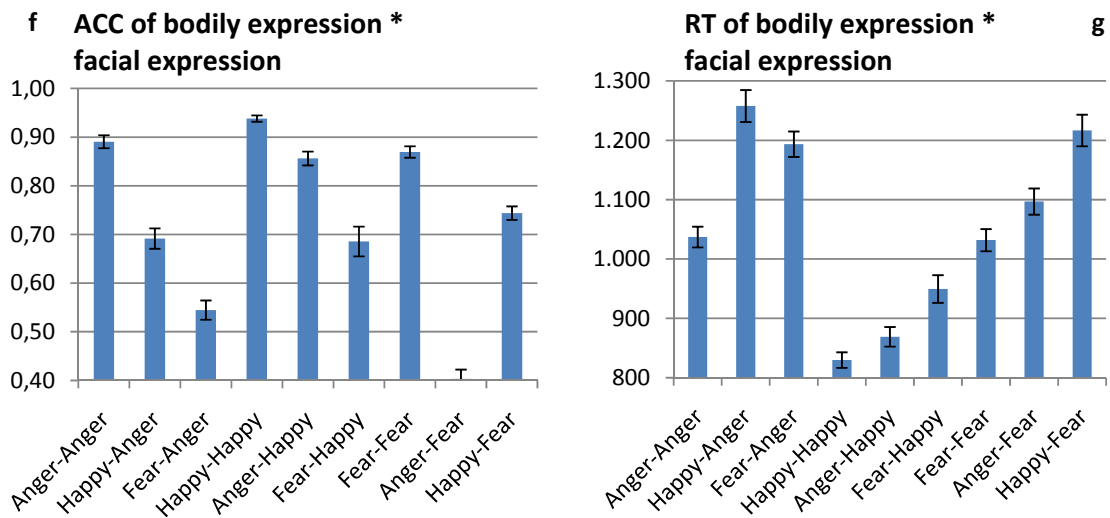 f ACC of bodily expression *
facial expression
1,00
0,90
0,80
0,70
0,60
0,50
0,40
Anger-Anger
Happy-Anger
Fear-Anger
Happy-Happy
Anger-Happy
Fear-Happy
Fear-Fear
Anger-Fear
Happy-Fear
RT of bodily expression * g
facial expression
1.300
1.200
1.100
1.000
900
800
Anger-Anger
Happy-Anger
Fear-Anger
Happy-Happy
Anger-Happy
Fear-Happy
Fear-Fear
Anger-Fear
Happy-Fear